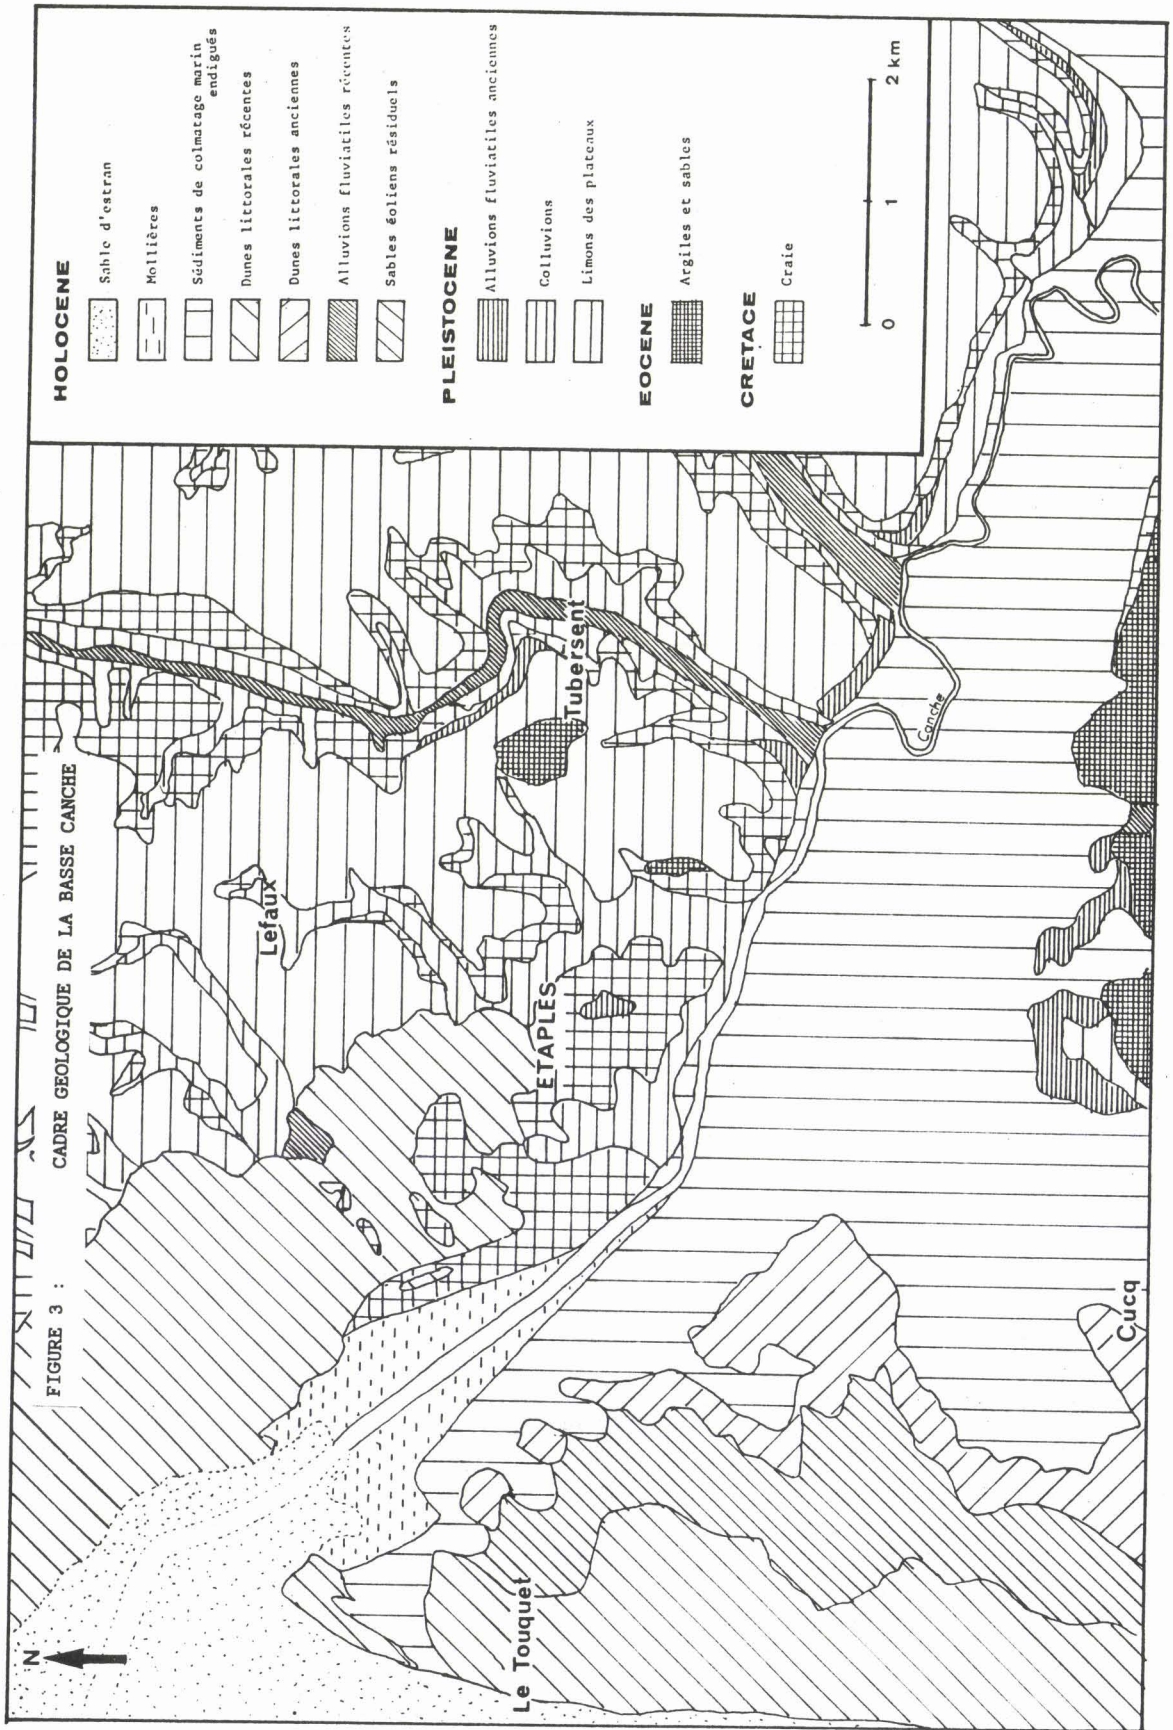 FIGURE 3 : CADRE GEOLOGIQUE DE LA BASSE CANCHE
N
HOLOCENE
Sable d'estran
Mollières
Sédiments de colmatage marin
endigués
Dunes littorales récentes
Dunes littorales anciennes
Alluvions fluviatiles récentes
Sables éoliens résiduels
PLEISTOCENE
Alluvions fluviatiles anciennes
Colluvions
Limons des plateaux
EOCENE
Argiles et sables
CRETACE
Craie
0 1 2 km
Lefaux
Tubersent
ETAPLES
Canche
Le Touquet
Cucq